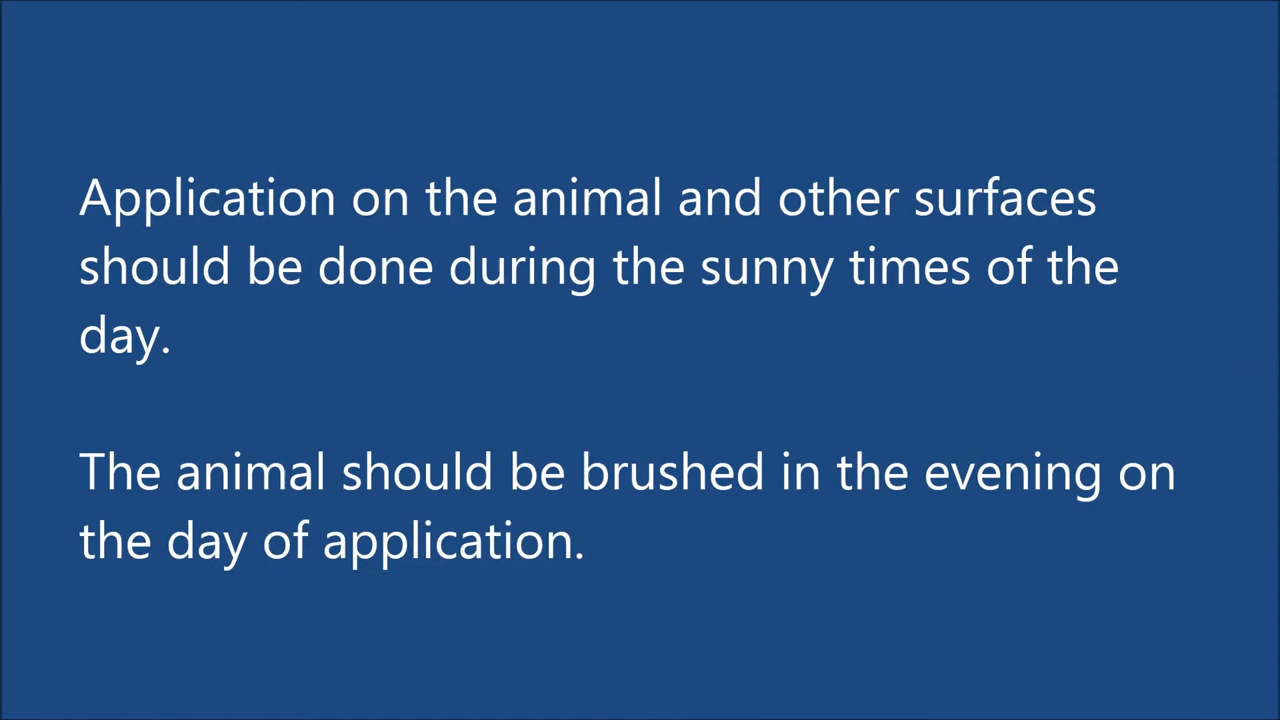 Application on the animal and other surfaces
should be done during the sunny times of the
day.
The animal should be brushed in the evening on
the day of application.